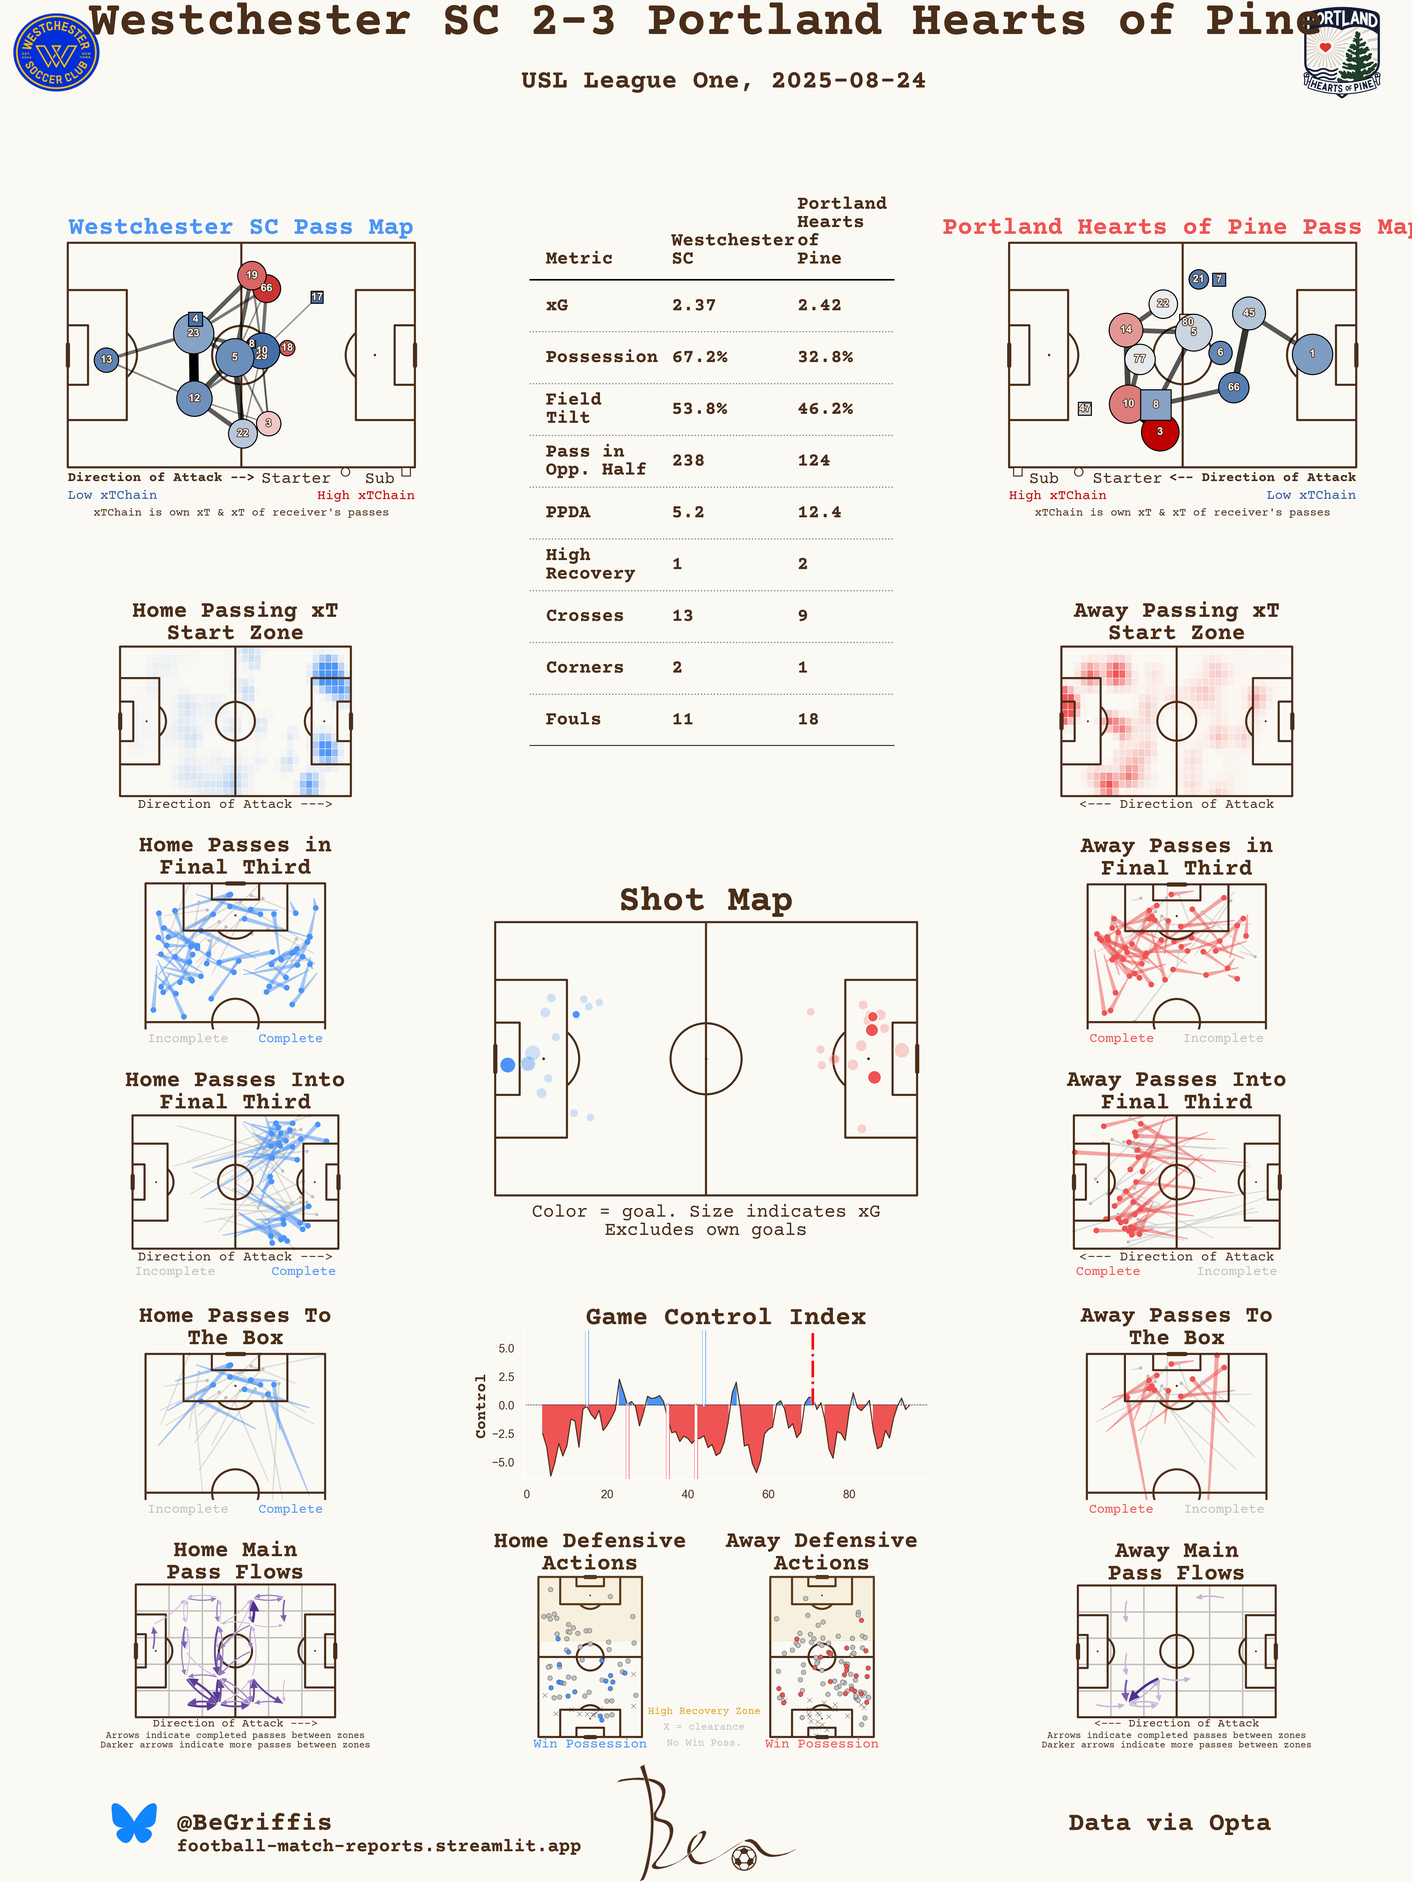 Westchester SC 2-3 Portland Hearts of Pine
USL League One, 2025-08-24
WESTCHESTER
SOCCER CLUB
PORTLAND
HEARTS OF PINE
Westchester SC Pass Map
19
66
17
4
23
8
10
29
18
5
13
12
22
3
Direction of Attack --> Starter Sub
Low xTChain High xTChain
xTChain is own xT & xT of receiver's passes
Metric Westchester SC Portland Hearts of Pine
xG 2.37 2.42
Possession 67.2% 32.8%
Field Tilt 53.8% 46.2%
Pass in Opp. Half 238 124
PPDA 5.2 12.4
High Recovery 1 2
Crosses 13 9
Corners 2 1
Fouls 11 18
Portland Hearts of Pine Pass Map
21
7
22
45
14
80
5
77
6
1
66
47
10
8
3
Sub Starter <-- Direction of Attack
High xTChain Low xTChain
xTChain is own xT & xT of receiver's passes
Home Passing xT
Start Zone
Direction of Attack --->
Away Passing xT
Start Zone
<--- Direction of Attack
Home Passes in
Final Third
Incomplete Complete
Away Passes in
Final Third
Complete Incomplete
Shot Map
Color = goal. Size indicates xG
Excludes own goals
Home Passes Into
Final Third
Direction of Attack --->
Incomplete Complete
Away Passes Into
Final Third
<--- Direction of Attack
Complete Incomplete
Home Passes To
The Box
Incomplete Complete
Game Control Index
Control
5.0
2.5
0.0
−2.5
−5.0
0 20 40 60 80
Away Passes To
The Box
Complete Incomplete
Home Main
Pass Flows
Direction of Attack --->
Arrows indicate completed passes between zones
Darker arrows indicate more passes between zones
Home Defensive
Actions
Win Possession
Away Defensive
Actions
Win Possession
High Recovery Zone
X = clearance
No Win Poss.
Away Main
Pass Flows
<--- Direction of Attack
Arrows indicate completed passes between zones
Darker arrows indicate more passes between zones
@BeGriffis
football-match-reports.streamlit.app
Ben
Data via Opta